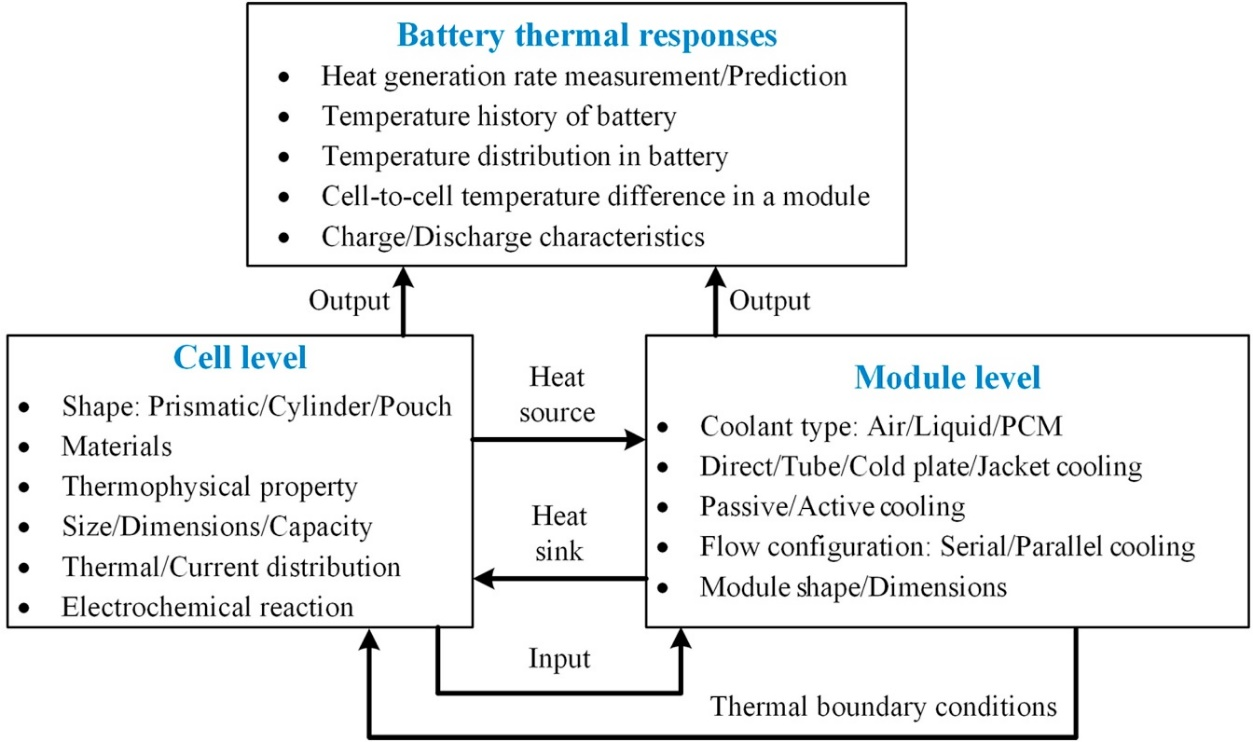 Battery thermal responses
• Heat generation rate measurement/Prediction
• Temperature history of battery
• Temperature distribution in battery
• Cell-to-cell temperature difference in a module
• Charge/Discharge characteristics
Output
Output
Cell level
• Shape: Prismatic/Cylinder/Pouch
• Materials
• Thermophysical property
• Size/Dimensions/Capacity
• Thermal/Current distribution
• Electrochemical reaction
Heat
source
Heat
sink
Module level
• Coolant type: Air/Liquid/PCM
• Direct/Tube/Cold plate/Jacket cooling
• Passive/Active cooling
• Flow configuration: Serial/Parallel cooling
• Module shape/Dimensions
Input
Thermal boundary conditions